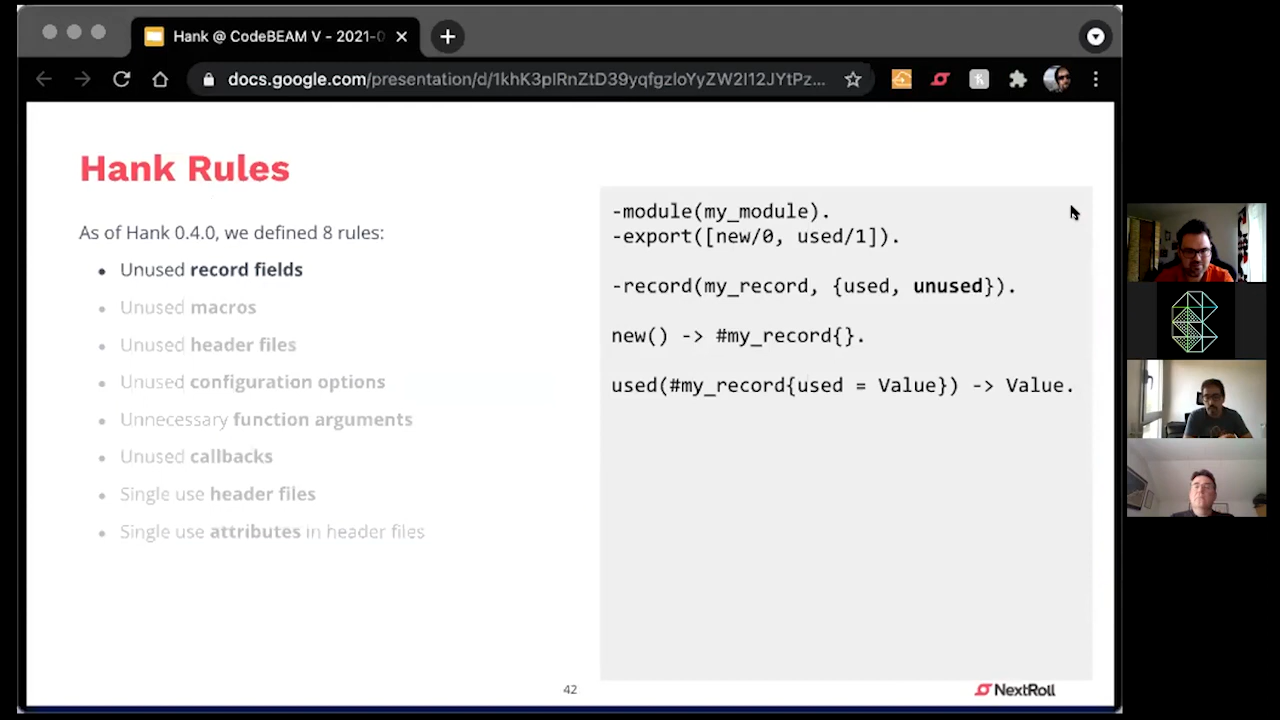 Hank @ CodeBEAM V - 2021-0
docs.google.com/presentation/d/1khK3plRnZtD39yqfgzloYyZW2l12JYtPz...
Hank Rules
As of Hank 0.4.0, we defined 8 rules:
• Unused record fields
• Unused macros
• Unused header files
• Unused configuration options
• Unnecessary function arguments
• Unused callbacks
• Single use header files
• Single use attributes in header files
-module(my_module).
-export([new/0, used/1]).
-record(my_record, {used, unused}).
new() -> #my_record{}.
used(#my_record{used = Value}) -> Value.
42
NextRoll